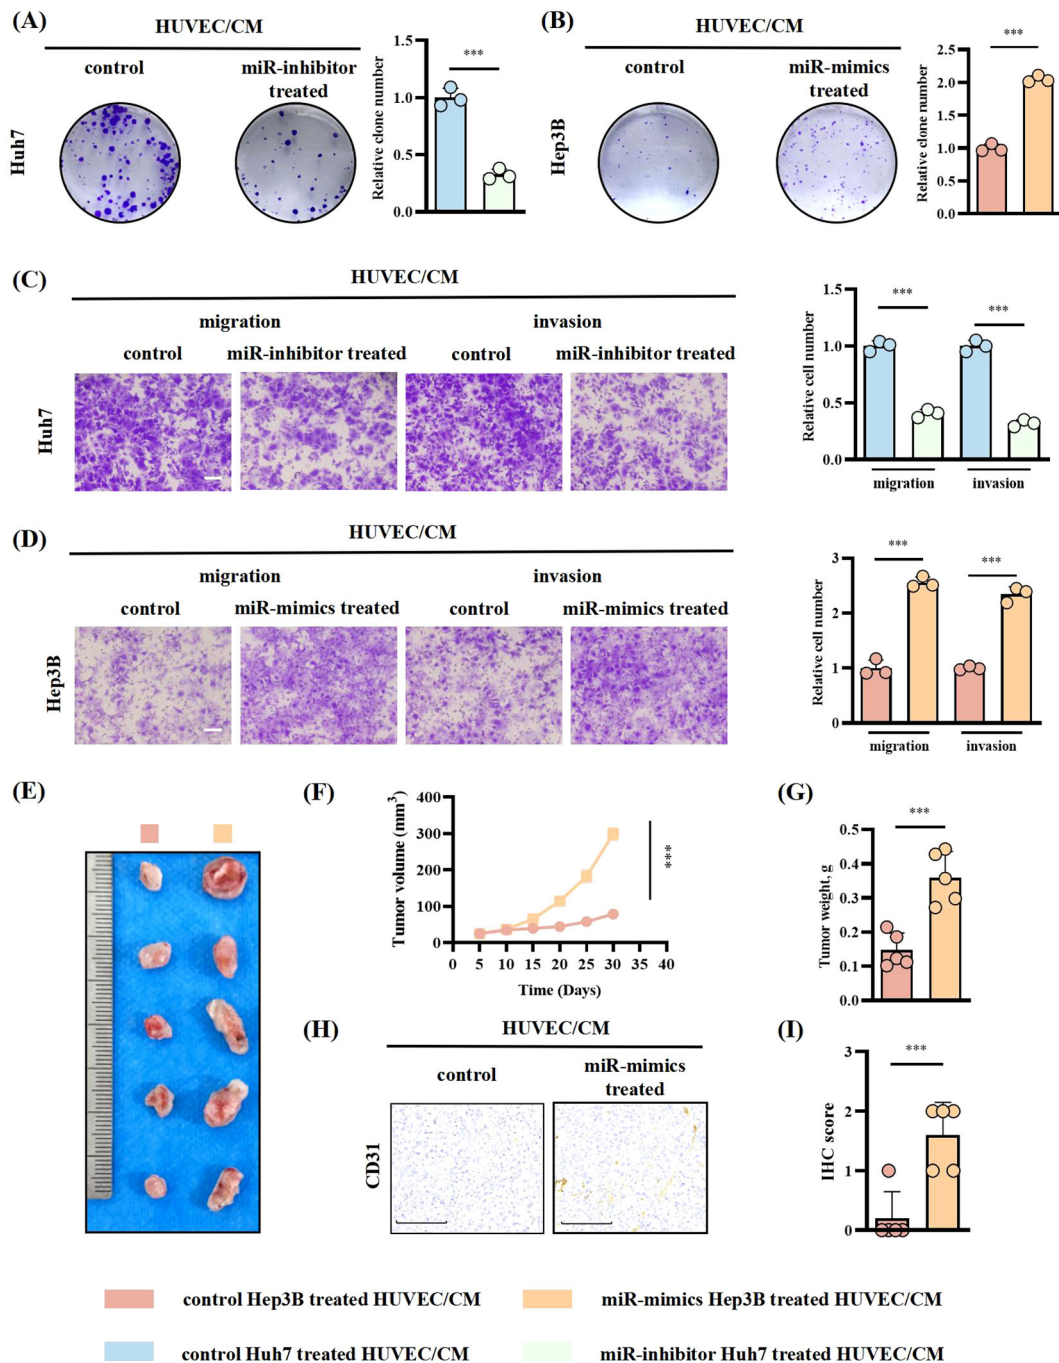 (A)
HUVEC/CM
control
miR-inhibitor
treated
Huh7
Relative clone number
1.5
1.0
0.5
0.0
***
(B)
HUVEC/CM
control
miR-mimics
treated
Hep3B
Relative clone number
2.5
2.0
1.5
1.0
0.5
0.0
***
(C)
HUVEC/CM
migration
invasion
control
miR-inhibitor treated
control
miR-inhibitor treated
Huh7
Relative cell number
1.5
1.0
0.5
0.0
***
***
migration
invasion
(D)
HUVEC/CM
migration
invasion
control
miR-mimics treated
control
miR-mimics treated
Hep3B
Relative cell number
3
2
1
0
***
***
migration
invasion
(E)
(F)
Tumor volume (mm³)
400
300
200
100
0
0 5 10 15 20 25 30 35 40
Time (Days)
***
(G)
Tumor weight, g
0.5
0.4
0.3
0.2
0.1
0.0
***
(H)
HUVEC/CM
control
miR-mimics
treated
CD31
(I)
IHC score
3
2
1
0
***
control Hep3B treated HUVEC/CM
miR-mimics Hep3B treated HUVEC/CM
control Huh7 treated HUVEC/CM
miR-inhibitor Huh7 treated HUVEC/CM